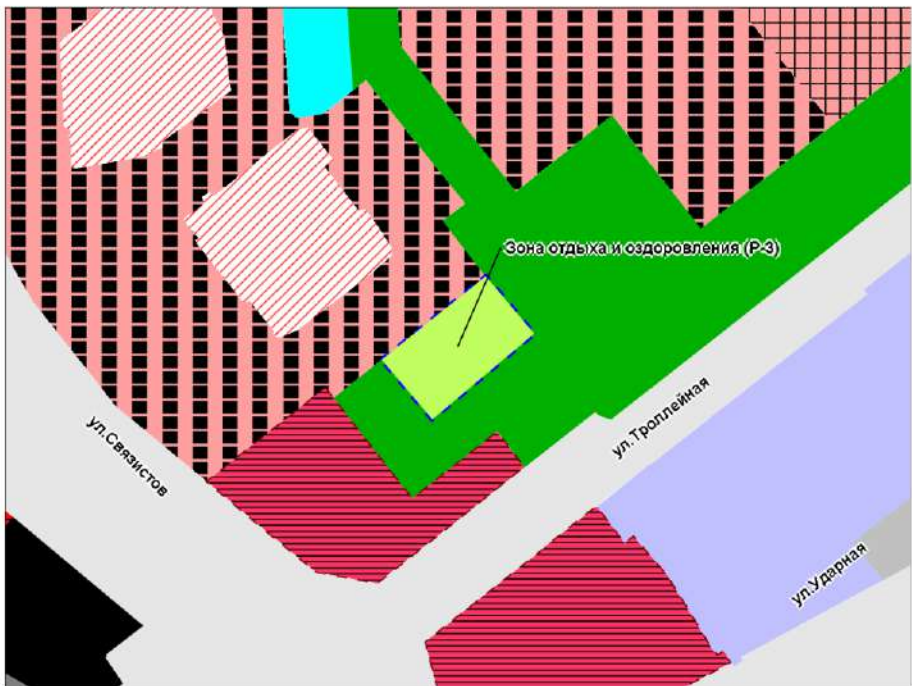 Зона отдыха и оздоровления (Р-3)
ул.Троллейная
ул.Связистов
ул.Ударная